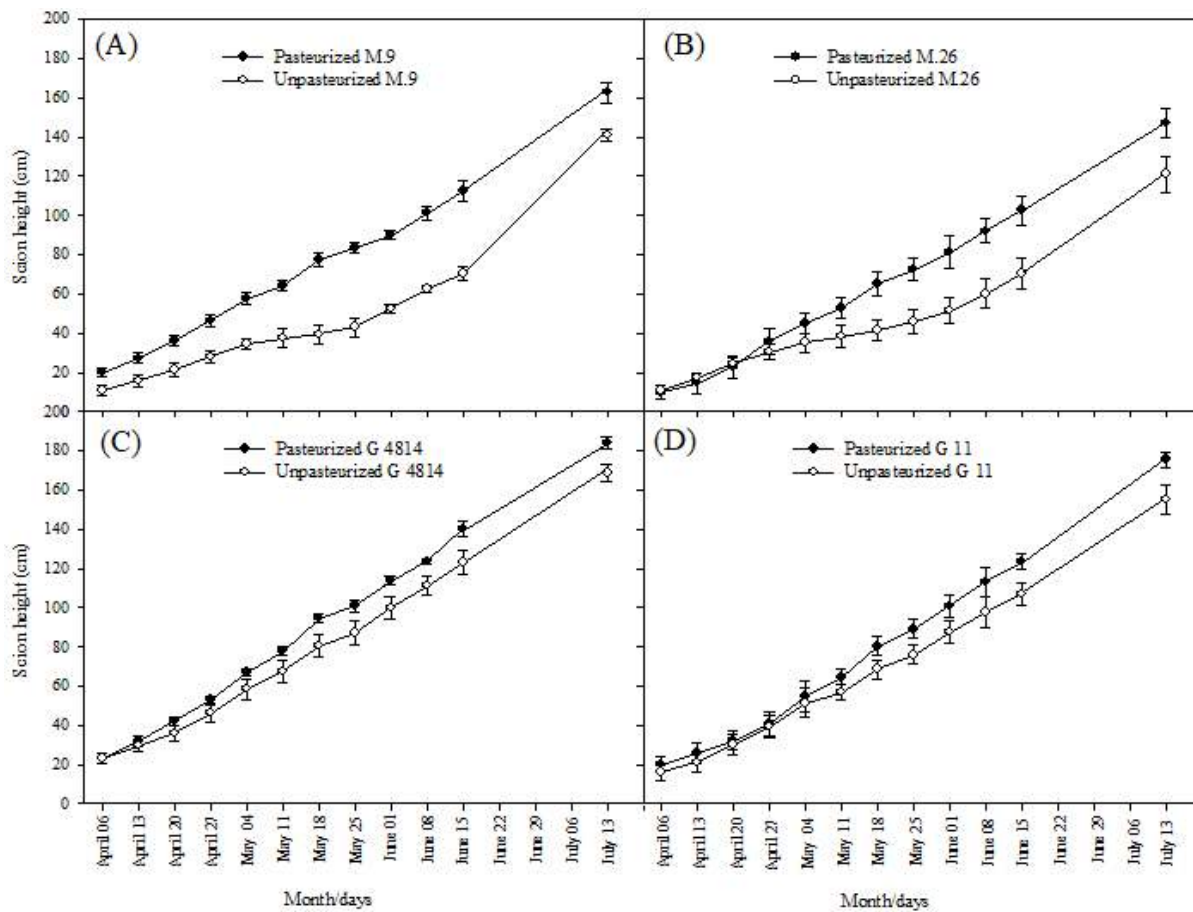 200
180
160
140
120
100
80
60
40
20
200
180
160
140
120
100
80
60
40
20
0
Scion height (cm)
Scion height (cm)
(A)
Pasteurized M.9
Unpasteurized M.9
(B)
Pasteurized M.26
Unpasteurized M.26
(C)
Pasteurized G 4814
Unpasteurized G 4814
(D)
Pasteurized G 11
Unpasteurized G 11
April 06
April 13
April 20
April 27
May 04
May 11
May 18
May 25
June 01
June 08
June 15
June 22
June 29
July 06
July 13
April 06
April 13
April 20
April 27
May 04
May 11
May 18
May 25
June 01
June 08
June 15
June 22
June 29
July 06
July 13
Month/days
Month/days